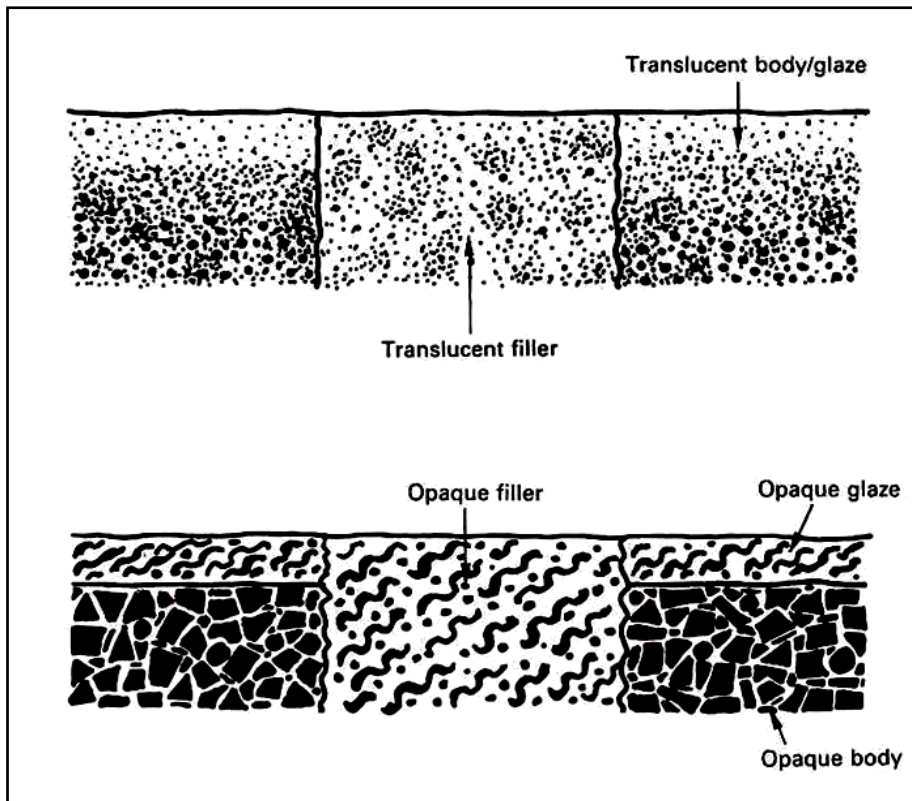 Translucent body/glaze
Translucent filler
Opaque filler
Opaque glaze
Opaque body